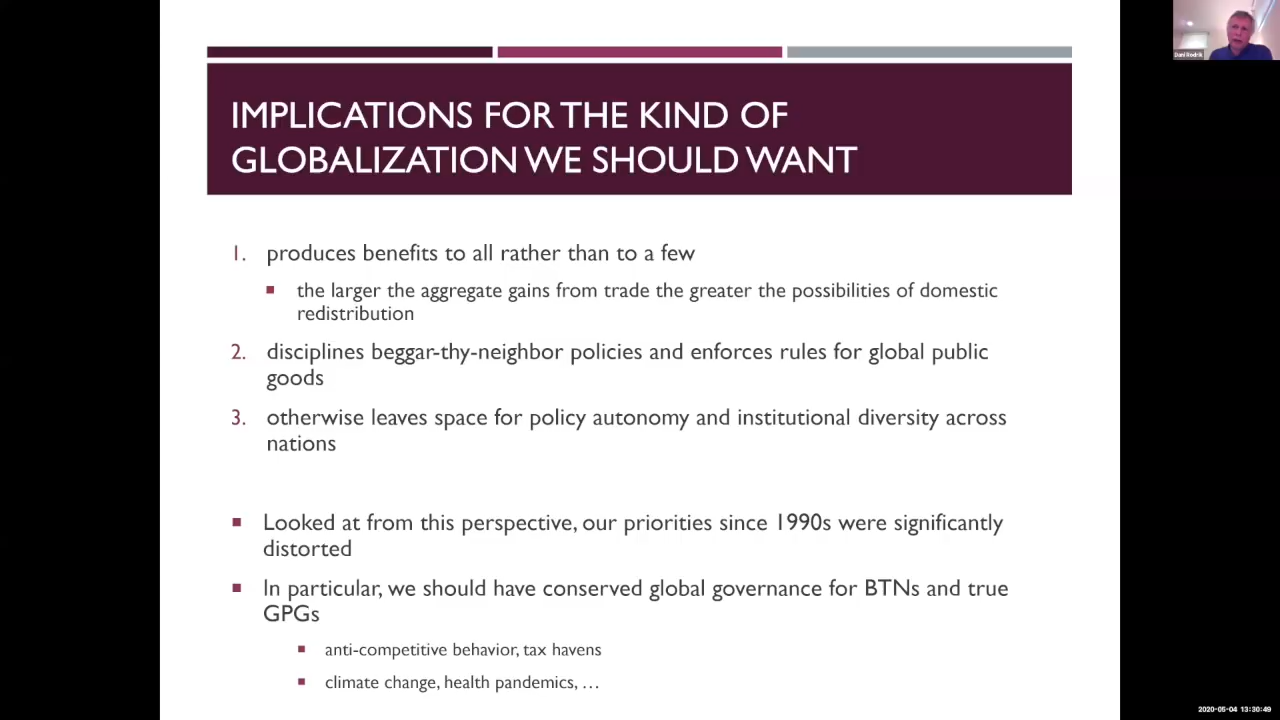 Dani Rodrik
IMPLICATIONS FOR THE KIND OF
GLOBALIZATION WE SHOULD WANT
1. produces benefits to all rather than to a few
■ the larger the aggregate gains from trade the greater the possibilities of domestic
redistribution
2. disciplines beggar-thy-neighbor policies and enforces rules for global public
goods
3. otherwise leaves space for policy autonomy and institutional diversity across
nations
■ Looked at from this perspective, our priorities since 1990s were significantly
distorted
■ In particular, we should have conserved global governance for BTNs and true
GPGs
■ anti-competitive behavior, tax havens
■ climate change, health pandemics, …
2020-05-04 13:30:49